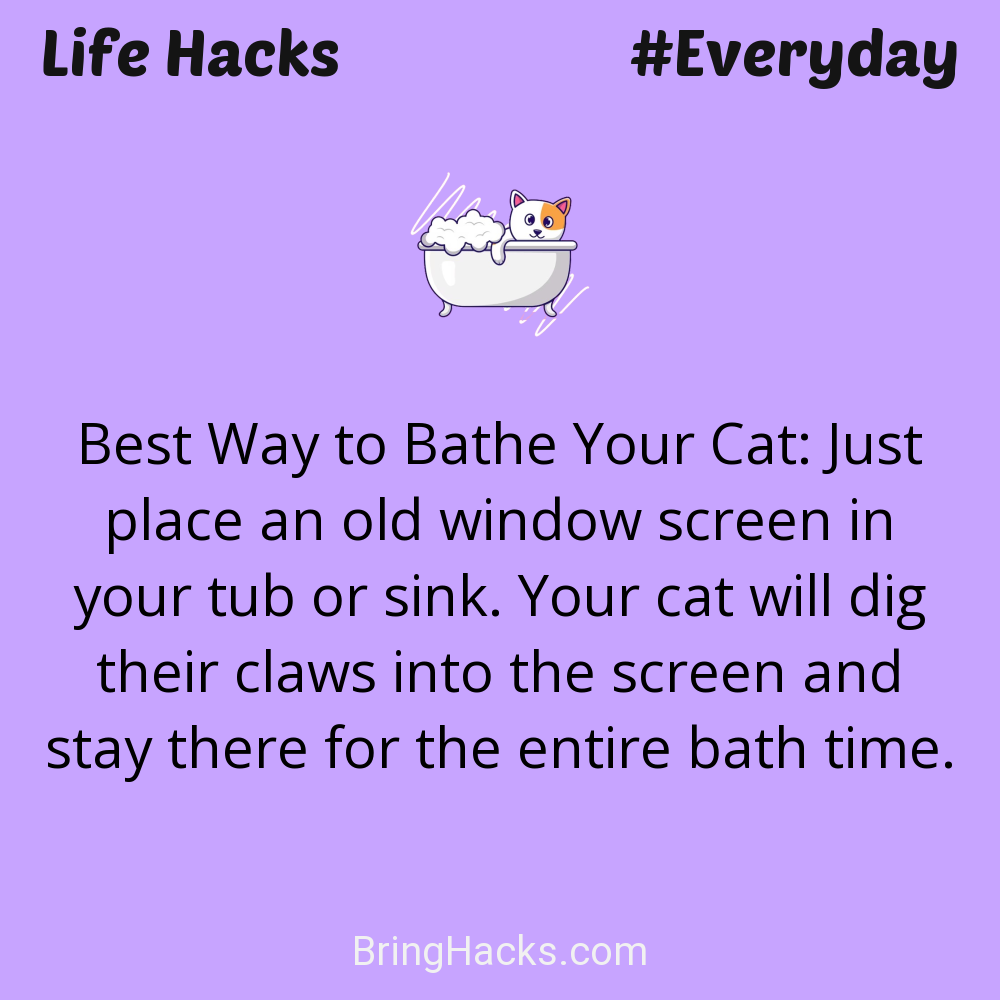 Life Hacks
#Everyday
Best Way to Bathe Your Cat: Just
place an old window screen in
your tub or sink. Your cat will dig
their claws into the screen and
stay there for the entire bath time.
BringHacks.com